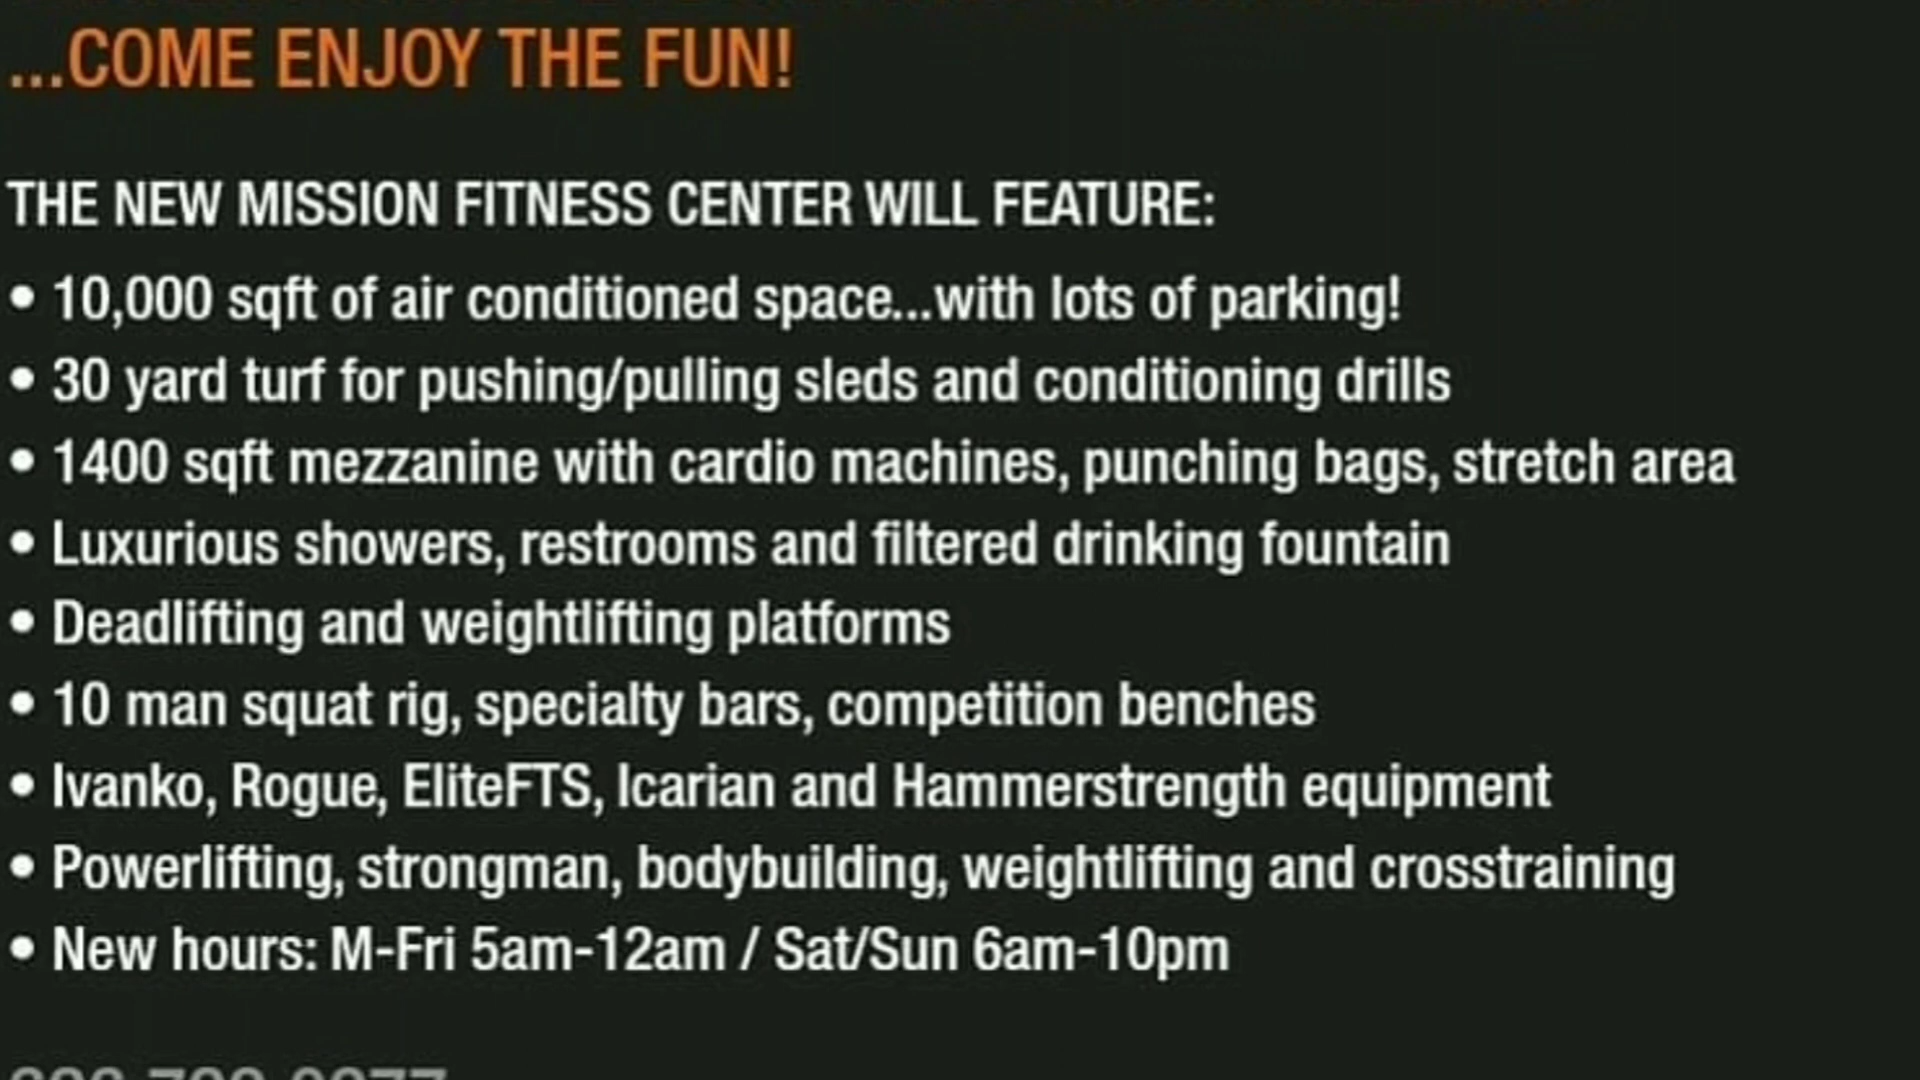 ...COME ENJOY THE FUN!
THE NEW MISSION FITNESS CENTER WILL FEATURE:
• 10,000 sqft of air conditioned space...with lots of parking!
• 30 yard turf for pushing/pulling sleds and conditioning drills
• 1400 sqft mezzanine with cardio machines, punching bags, stretch area
• Luxurious showers, restrooms and filtered drinking fountain
• Deadlifting and weightlifting platforms
• 10 man squat rig, specialty bars, competition benches
• Ivanko, Rogue, EliteFTS, Icarian and Hammerstrength equipment
• Powerlifting, strongman, bodybuilding, weightlifting and crosstraining
• New hours: M-Fri 5am-12am / Sat/Sun 6am-10pm